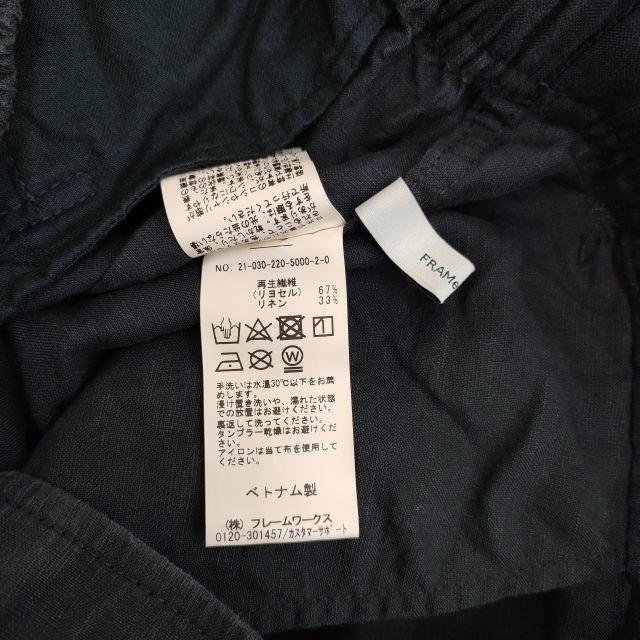 NO. 21-030-220-5000-2-0
再生繊維
(リヨセル) 67%
リネン 33%
手洗いは水温30℃以下をお薦
めします。
浸け置き洗いや、濡れた状態
での放置はお避けください。
裏返して洗ってください。
タンブラー乾燥はお避けください。
アイロンは当て布を使用して
ください。
ベトナム製
(株) フレームワークス
0120-301457/カスタマーサポート
FRAMe